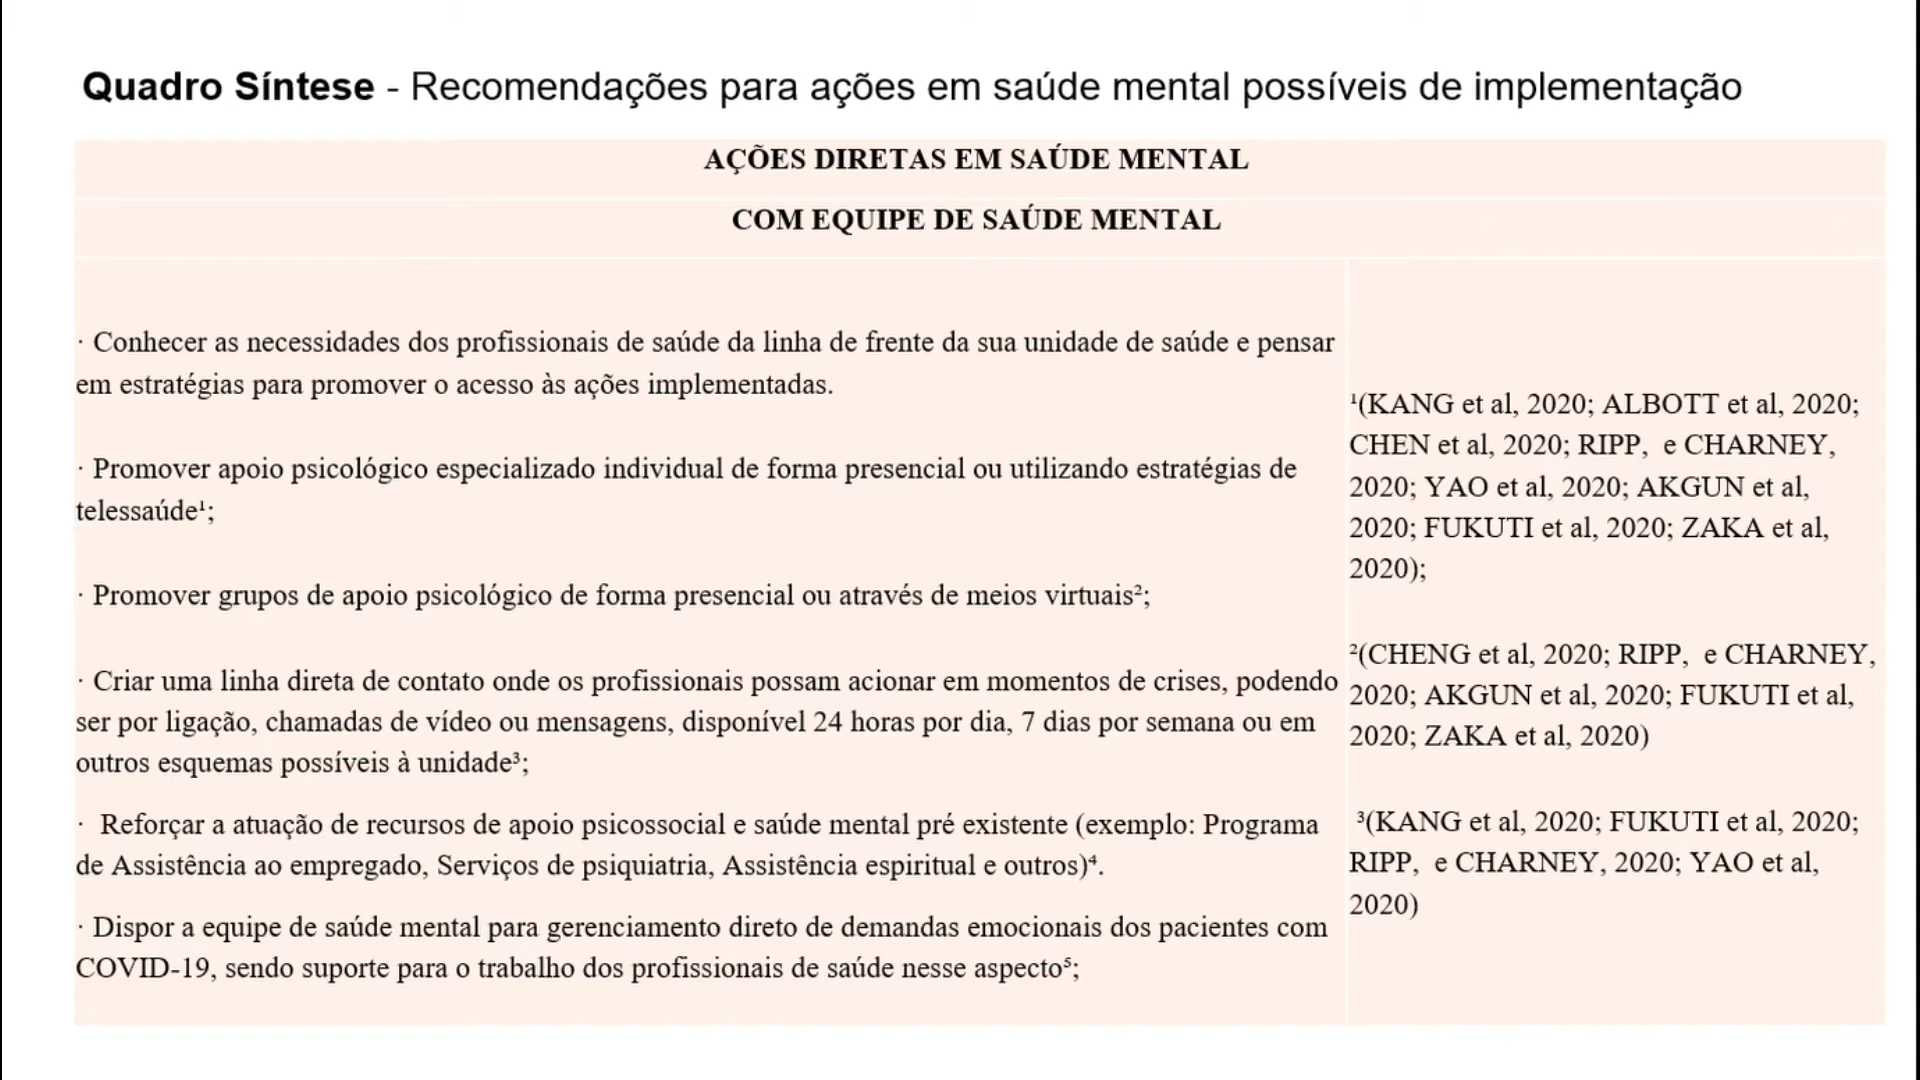 Quadro Síntese - Recomendações para ações em saúde mental possíveis de implementação
AÇÕES DIRETAS EM SAÚDE MENTAL
COM EQUIPE DE SAÚDE MENTAL
· Conhecer as necessidades dos profissionais de saúde da linha de frente da sua unidade de saúde e pensar
em estratégias para promover o acesso às ações implementadas.
· Promover apoio psicológico especializado individual de forma presencial ou utilizando estratégias de
telessaúde¹;
· Promover grupos de apoio psicológico de forma presencial ou através de meios virtuais²;
· Criar uma linha direta de contato onde os profissionais possam acionar em momentos de crises, podendo
ser por ligação, chamadas de vídeo ou mensagens, disponível 24 horas por dia, 7 dias por semana ou em
outros esquemas possíveis à unidade³;
· Reforçar a atuação de recursos de apoio psicossocial e saúde mental pré existente (exemplo: Programa
de Assistência ao empregado, Serviços de psiquiatria, Assistência espiritual e outros)⁴.
· Dispor a equipe de saúde mental para gerenciamento direto de demandas emocionais dos pacientes com
COVID-19, sendo suporte para o trabalho dos profissionais de saúde nesse aspecto⁵;
¹(KANG et al, 2020; ALBOTT et al, 2020;
CHEN et al, 2020; RIPP, e CHARNEY,
2020; YAO et al, 2020; AKGUN et al,
2020; FUKUTI et al, 2020; ZAKA et al,
2020);
²(CHENG et al, 2020; RIPP, e CHARNEY,
2020; AKGUN et al, 2020; FUKUTI et al,
2020; ZAKA et al, 2020)
³(KANG et al, 2020; FUKUTI et al, 2020;
RIPP, e CHARNEY, 2020; YAO et al,
2020)